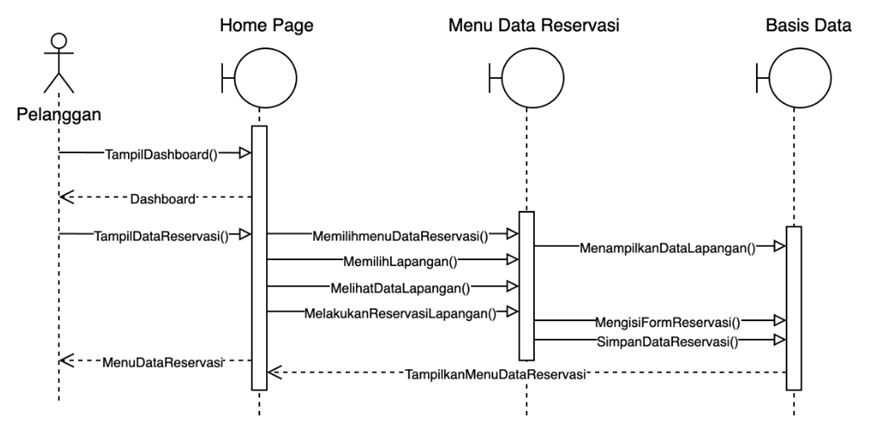 Home Page
Menu Data Reservasi
Basis Data
Pelanggan
TampilDashboard()
Dashboard
TampilDataReservasi()
MemilihmenuDataReservasi()
MenampilkanDataLapangan()
MemilihLapangan()
MelihatDataLapangan()
MelakukanReservasiLapangan()
MengisiFormReservasi()
SimpanDataReservasi()
MenuDataReservasi
TampilkanMenuDataReservasi